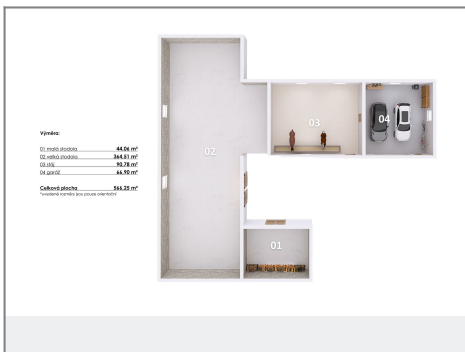 Výměra:
01 malá stodola 44,06 m²
02 velká stodola 364,51 m²
03 stáj 90,78 m²
04 garáž 66,90 m²
Celková plocha 566,25 m²
*uvedené rozměry jsou pouze orientační
02
03
04
01